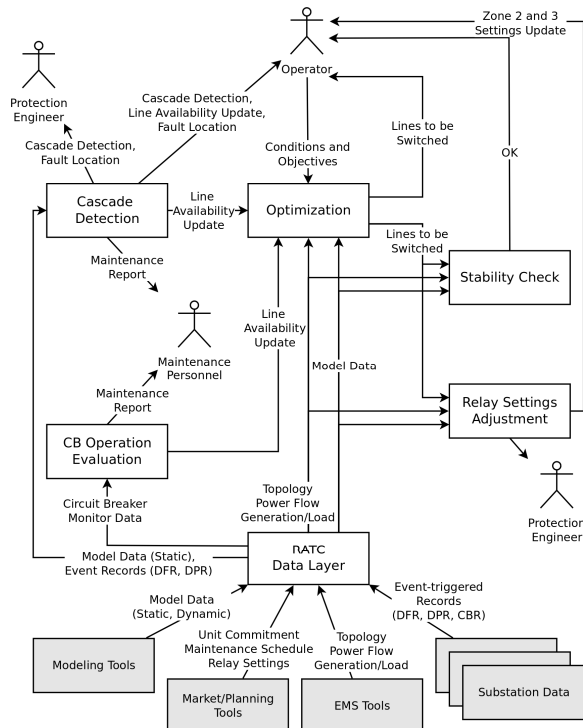 Zone 2 and 3
Settings Update
Operator
Protection
Engineer
Cascade Detection,
Line Availability Update,
Fault Location
Cascade Detection,
Fault Location
Conditions and
Objectives
Lines to be
Switched
OK
Cascade
Detection
Line
Availability
Update
Optimization
Lines to be
Switched
Stability Check
Maintenance
Report
Line
Availability
Update
Maintenance
Personnel
Model Data
Maintenance
Report
Relay Settings
Adjustment
CB Operation
Evaluation
Circuit Breaker
Monitor Data
Topology
Power Flow
Generation/Load
Protection
Engineer
Model Data (Static),
Event Records (DFR, DPR)
RATC
Data Layer
Model Data
(Static, Dynamic)
Event-triggered
Records
(DFR, DPR, CBR)
Unit Commitment
Maintenance Schedule
Relay Settings
Topology
Power Flow
Generation/Load
Modeling Tools
Market/Planning
Tools
EMS Tools
Substation Data